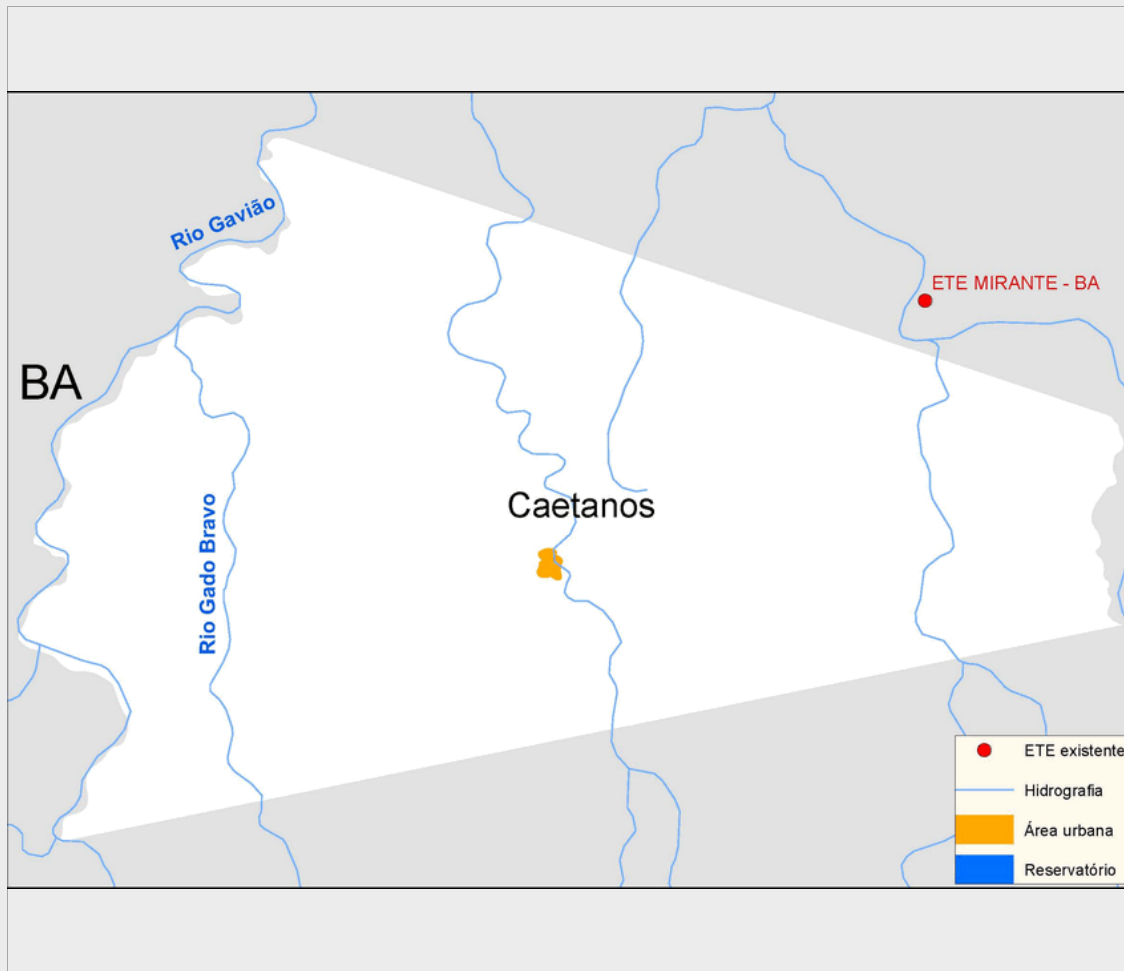 Rio Gavião
ETE MIRANTE - BA
BA
Caetanos
Rio Gado Bravo
ETE existente
Hidrografia
Área urbana
Reservatório